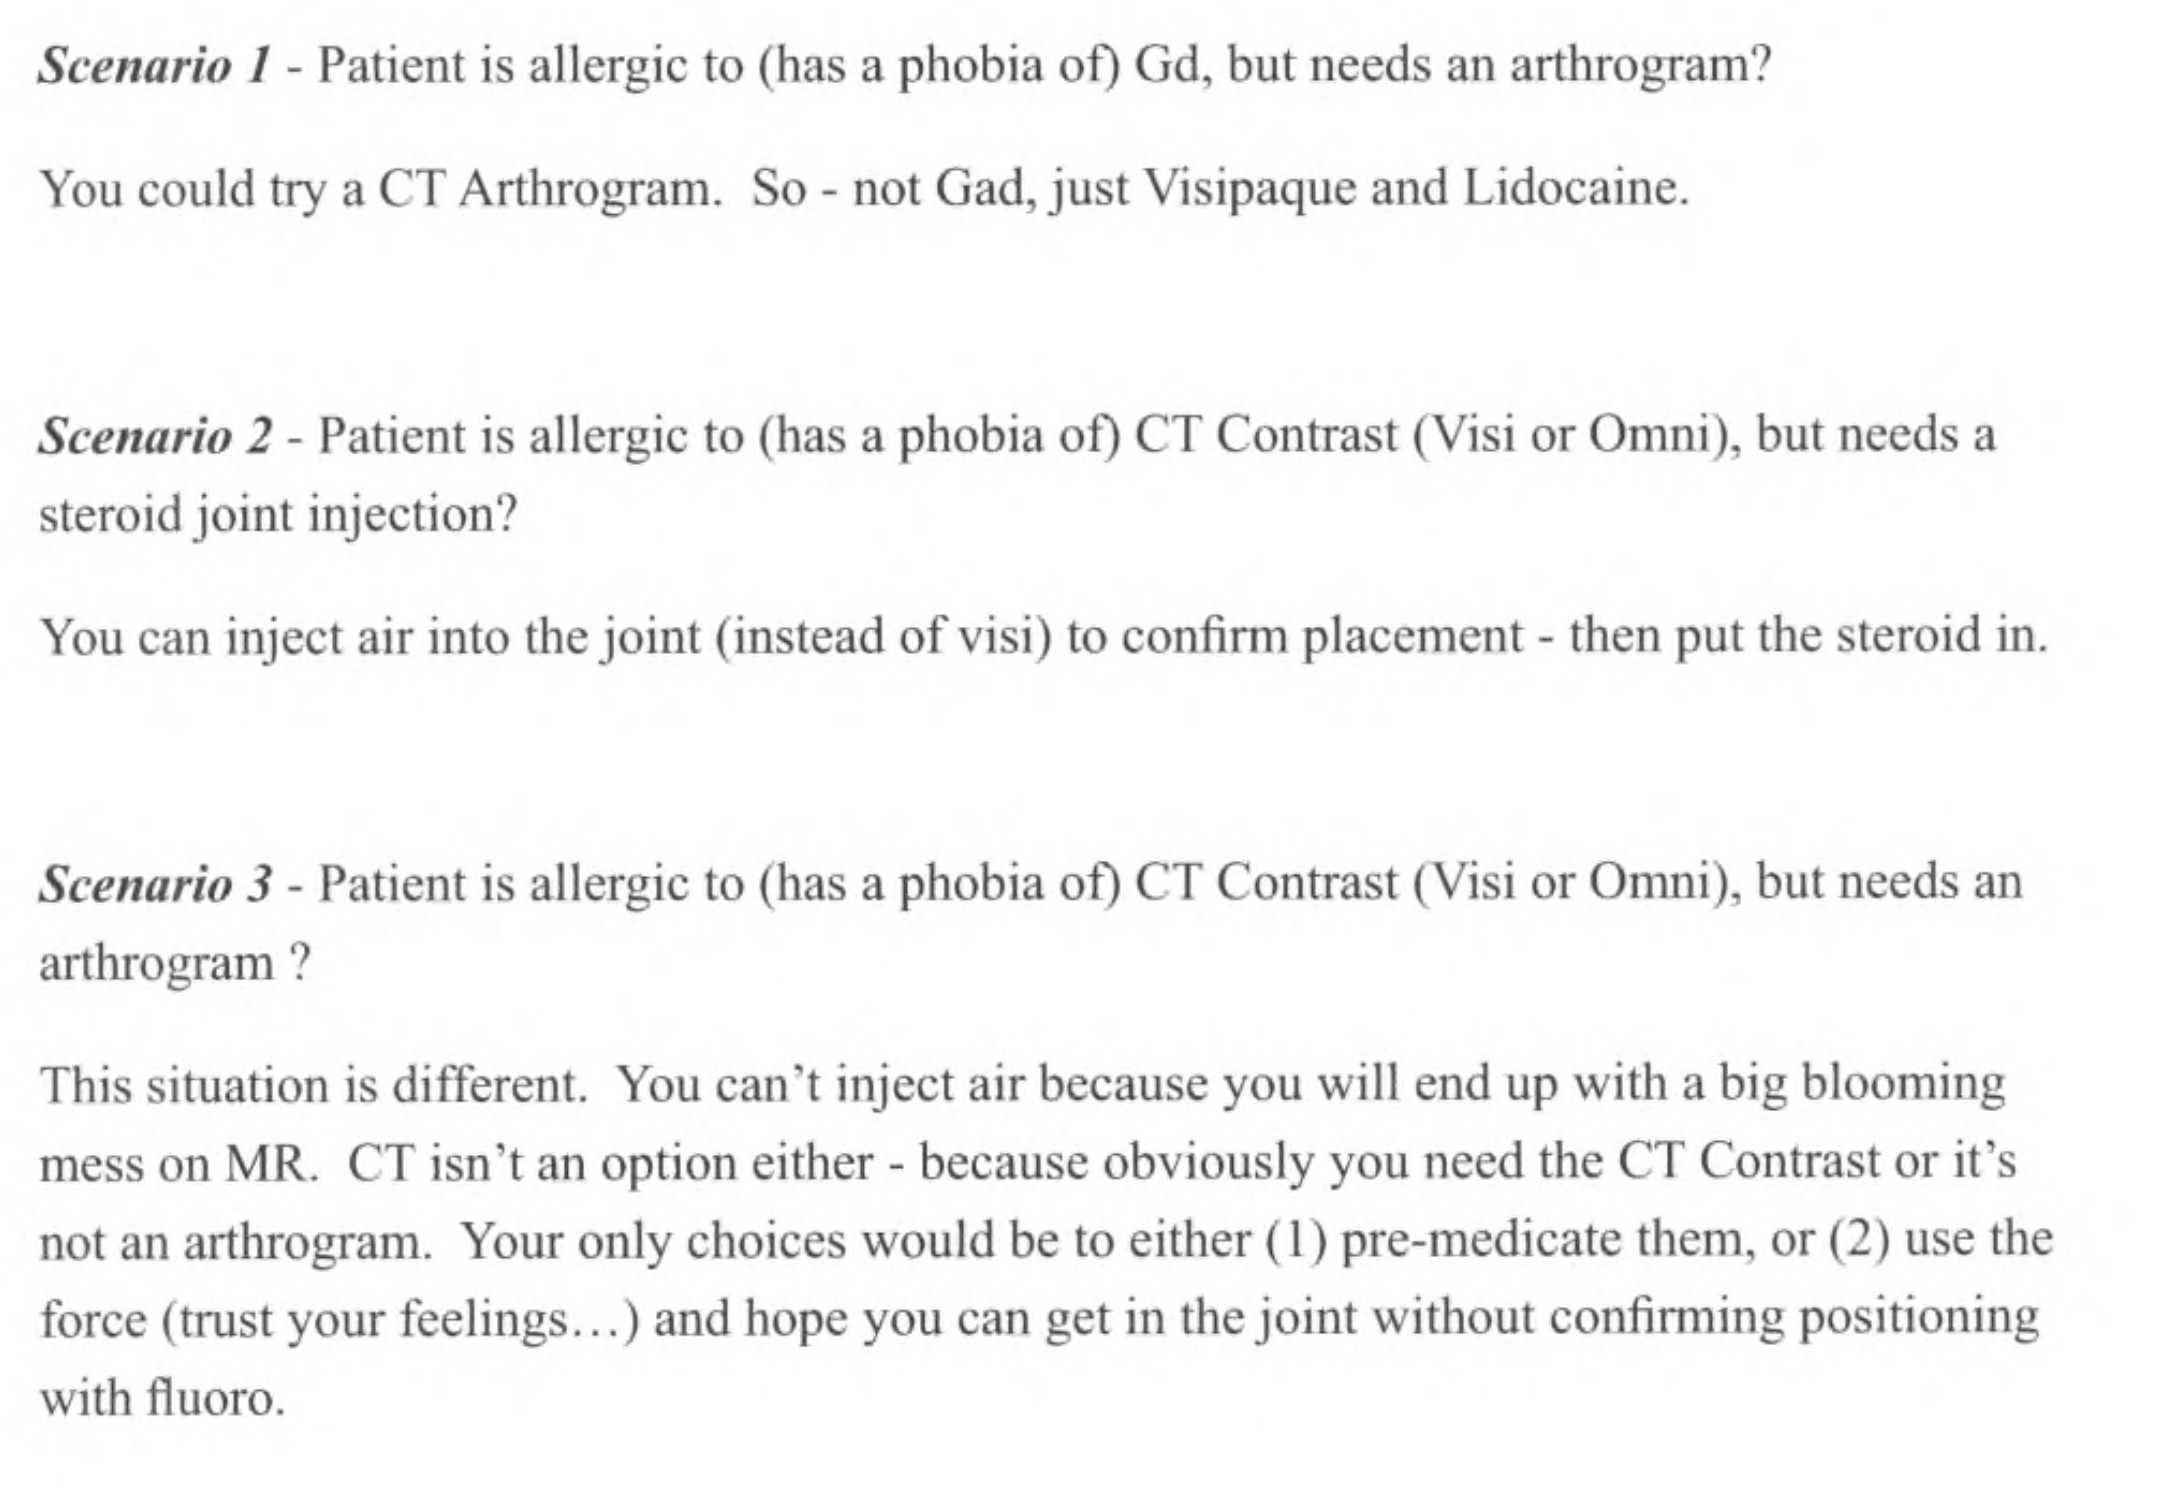 Scenario 1 - Patient is allergic to (has a phobia of) Gd, but needs an arthrogram?
You could try a CT Arthrogram.  So - not Gad, just Visipaque and Lidocaine.
Scenario 2 - Patient is allergic to (has a phobia of) CT Contrast (Visi or Omni), but needs a
steroid joint injection?
You can inject air into the joint (instead of visi) to confirm placement - then put the steroid in.
Scenario 3 - Patient is allergic to (has a phobia of) CT Contrast (Visi or Omni), but needs an
arthrogram ?
This situation is different.  You can’t inject air because you will end up with a big blooming
mess on MR.  CT isn’t an option either - because obviously you need the CT Contrast or it’s
not an arthrogram.  Your only choices would be to either (1) pre-medicate them, or (2) use the
force (trust your feelings...) and hope you can get in the joint without confirming positioning
with fluoro.